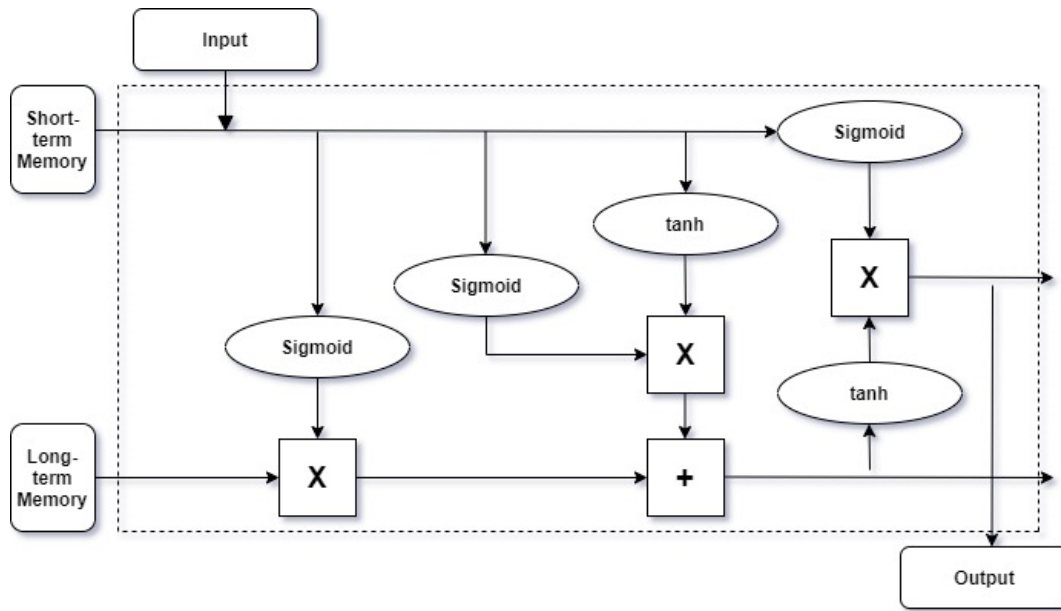 Input
Short-
term
Memory
Sigmoid
tanh
Sigmoid
X
Sigmoid
X
tanh
Long-
term
Memory
X
+
Output